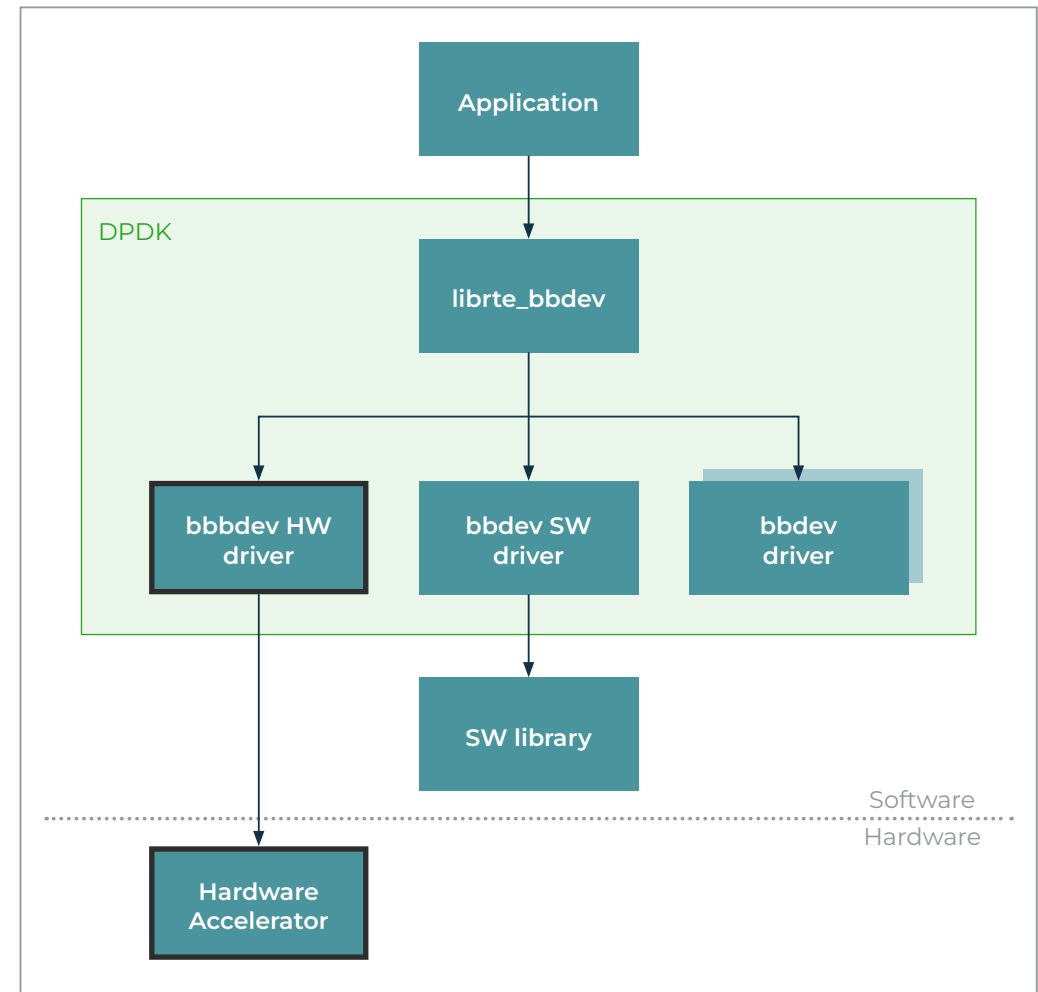 Application
DPDK
librte_bbdev
bbbdev HW
driver
bbdev SW
driver
bbdev
driver
SW library
Software
Hardware
Hardware
Accelerator